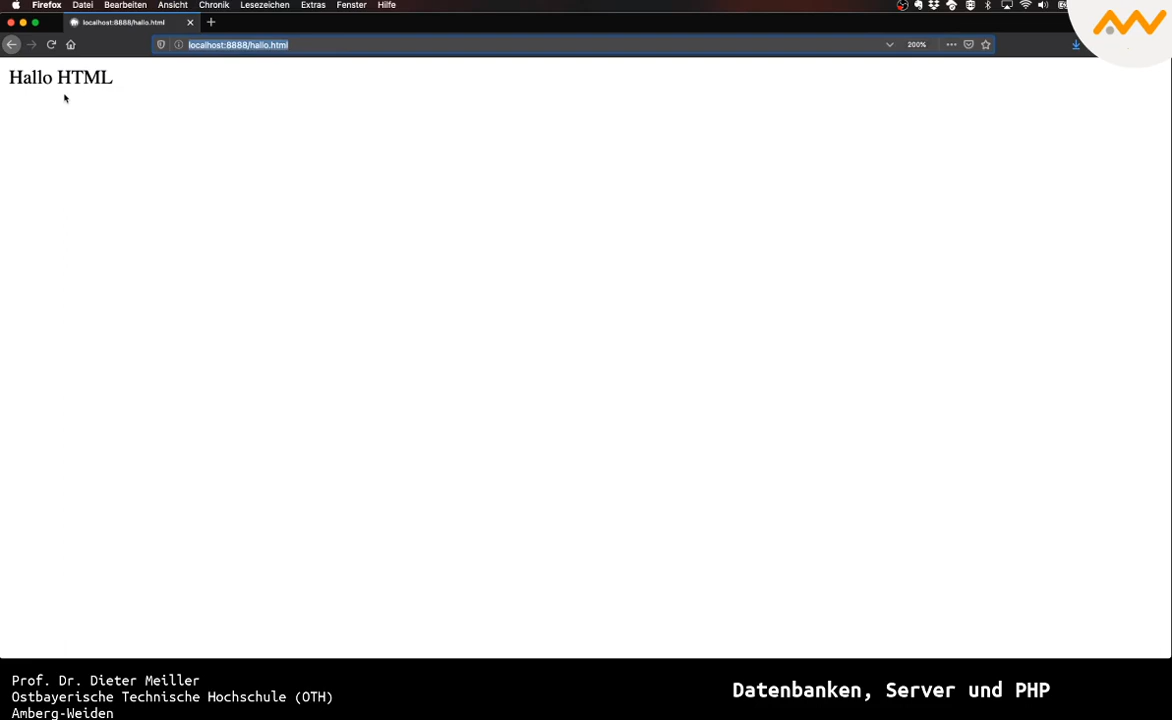 Firefox Datei Bearbeiten Ansicht Chronik Lesezeichen Extras Fenster Hilfe
localhost:8888/hallo.html
localhost:8888/hallo.html 200%
Hallo HTML
Prof. Dr. Dieter Meiller
Ostbayerische Technische Hochschule (OTH)
Amberg-Weiden
Datenbanken, Server und PHP